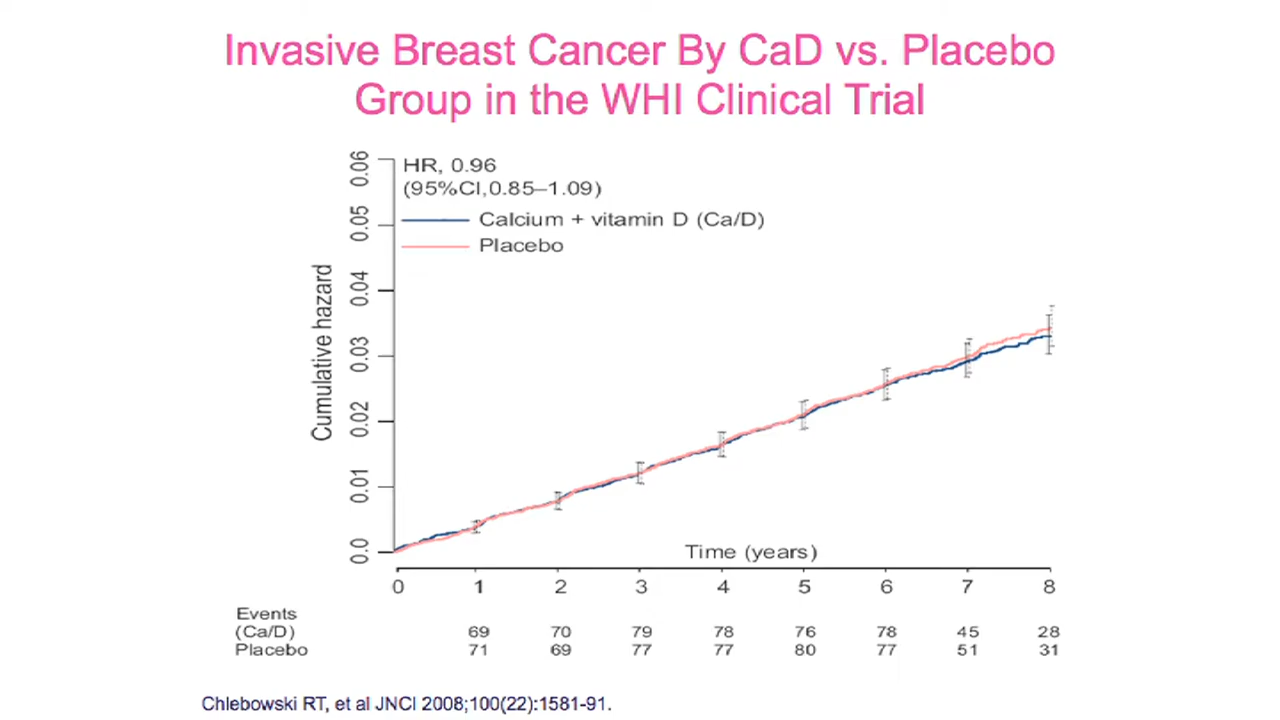 Invasive Breast Cancer By CaD vs. Placebo
Group in the WHI Clinical Trial
HR, 0.96
(95%CI,0.85–1.09)
Calcium + vitamin D (Ca/D)
Placebo
Cumulative hazard
0.06
0.05
0.04
0.03
0.02
0.01
0.0
Time (years)
0 1 2 3 4 5 6 7 8
Events
(Ca/D) 69 70 79 78 76 78 45 28
Placebo 71 69 77 77 80 77 51 31
Chlebowski RT, et al JNCI 2008;100(22):1581-91.